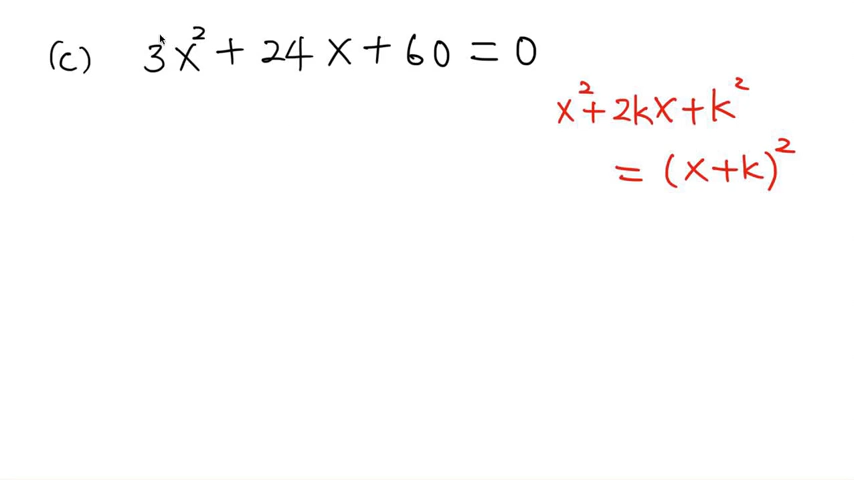 (c) 3x² + 24x + 60 = 0
x² + 2kx + k²
= (x + k)²